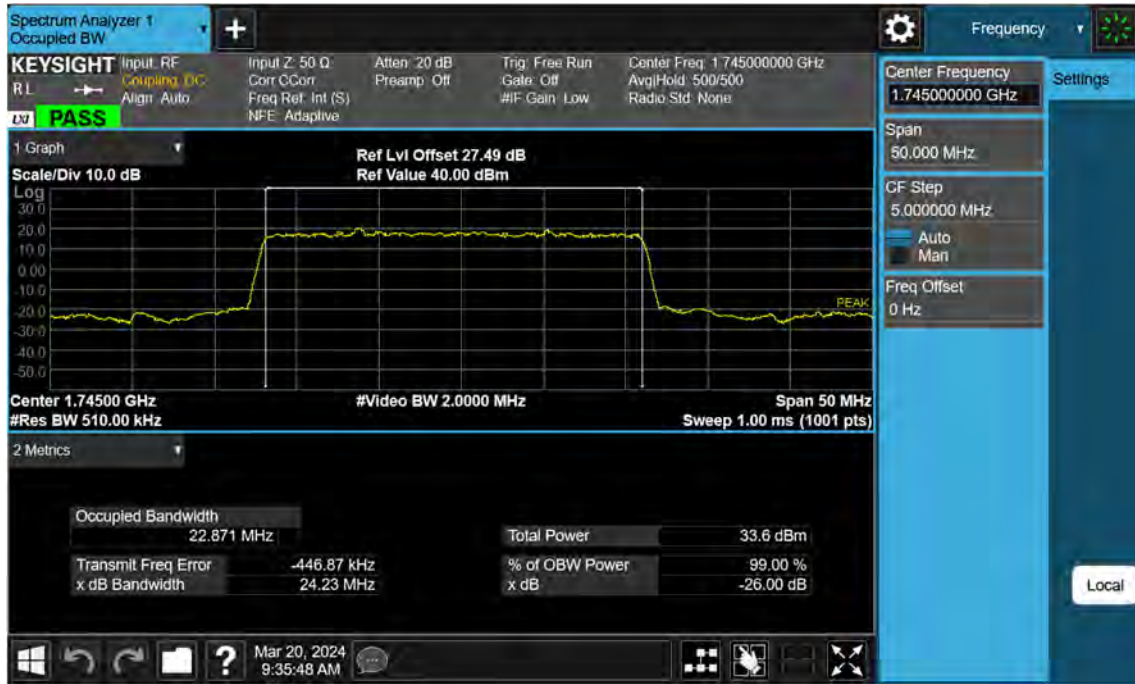 Spectrum Analyzer 1
Occupied BW
+
Frequency
KEYSIGHT
RL
LXI PASS
Input: RF
Coupling: DC
Align: Auto
Input Z: 50 Ω
Corr CCorr
Freq Ref: Int (S)
NFE: Adaptive
Atten: 20 dB
Preamp: Off
Trig: Free Run
Gate: Off
#IF Gain: Low
Center Freq: 1.745000000 GHz
Avg|Hold: 500/500
Radio Std: None
1 Graph
Scale/Div 10.0 dB
Ref Lvl Offset 27.49 dB
Ref Value 40.00 dBm
Log
30.0
20.0
10.0
0.00
-10.0
-20.0
-30.0
-40.0
-50.0
PEAK
Center 1.74500 GHz
#Video BW 2.0000 MHz
Span 50 MHz
#Res BW 510.00 kHz
Sweep 1.00 ms (1001 pts)
2 Metrics
Occupied Bandwidth
22.871 MHz
Total Power 33.6 dBm
Transmit Freq Error -446.87 kHz
% of OBW Power 99.00 %
x dB Bandwidth 24.23 MHz
x dB -26.00 dB
?
Mar 20, 2024
9:35:48 AM
Center Frequency
1.745000000 GHz
Settings
Span
50.000 MHz
CF Step
5.000000 MHz
Auto
Man
Freq Offset
0 Hz
Local